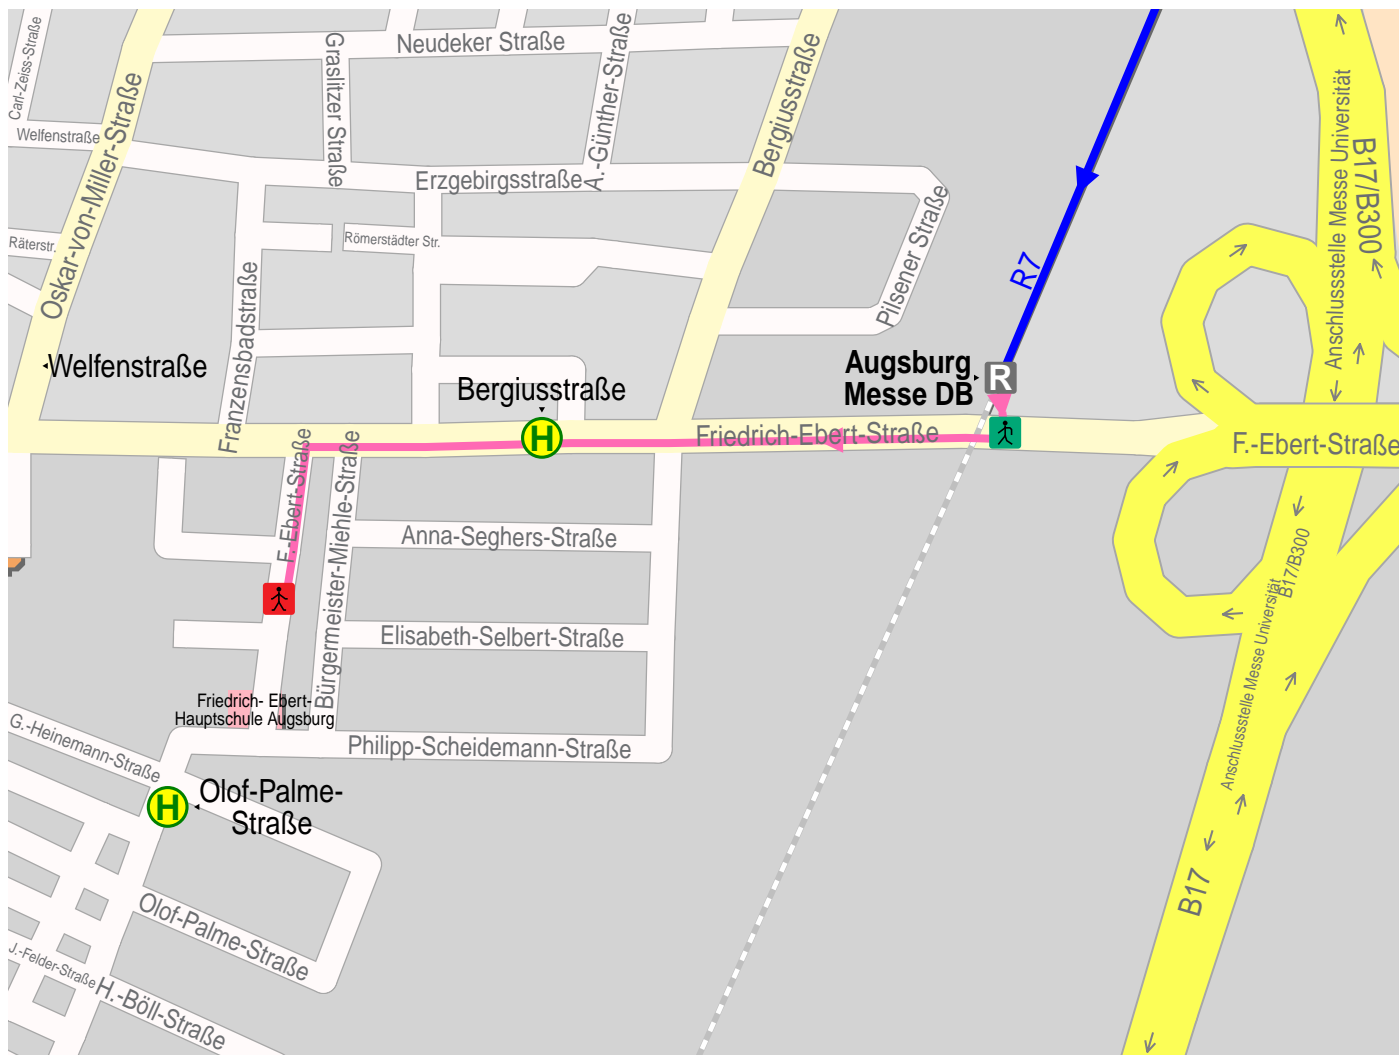 Carl-Zeiss-Straße
Neudeker Straße
Graslitzer Straße
A.-Günther-Straße
Bergiusstraße
Oskar-von-Miller-Straße
Welfenstraße
Erzgebirgsstraße
Pilsener Straße
Räterstr.
Römerstädter Str.
Franzensbadstraße
R7
Anschlussstelle Messe Universität
B17/B300
Welfenstraße
Bergiusstraße
H
Augsburg
Messe DB
R
Friedrich-Ebert-Straße
F.-Ebert-Straße
F.-Ebert-Straße
Bürgermeister-Miehle-Straße
Anna-Seghers-Straße
Elisabeth-Selbert-Straße
B17/B300
Anschlussstelle Messe Universität
Friedrich- Ebert-
Hauptschule Augsburg
Philipp-Scheidemann-Straße
G.-Heinemann-Straße
H
Olof-Palme-
Straße
Olof-Palme-Straße
J.-Felder-Straße
H.-Böll-Straße
B17